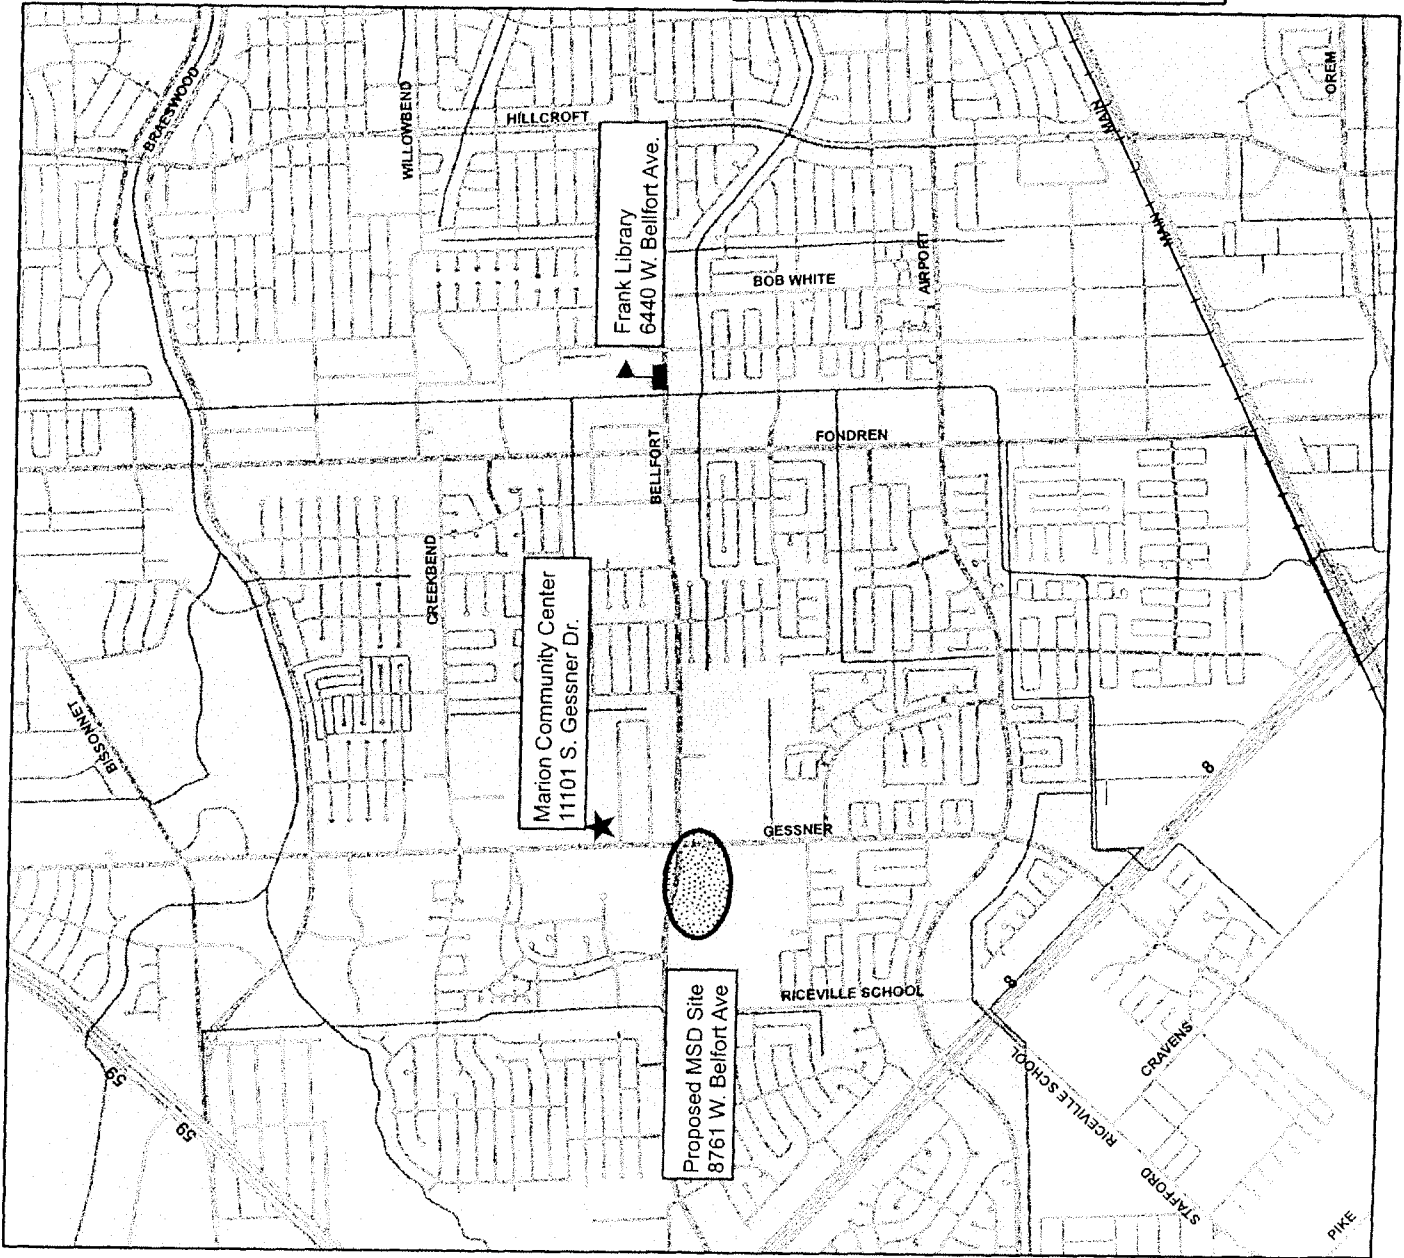 BRAESWOOD
WILLOWBEND
HILLCROFT
MAIN
OREM
Frank Library
6440 W. Bellfort Ave.
MAIN
BOB WHITE
AIRPORT
FONDREN
BELLFORT
CREEKBEND
Marion Community Center
11101 S. Gessner Dr.
BISSONNET
GESSNER
8
Proposed MSD Site
8761 W. Belfort Ave
RICEVILLE SCHOOL
8
59
59
RICEVILLE SCHOOL
CRAVENS
STAFFORD
PIKE